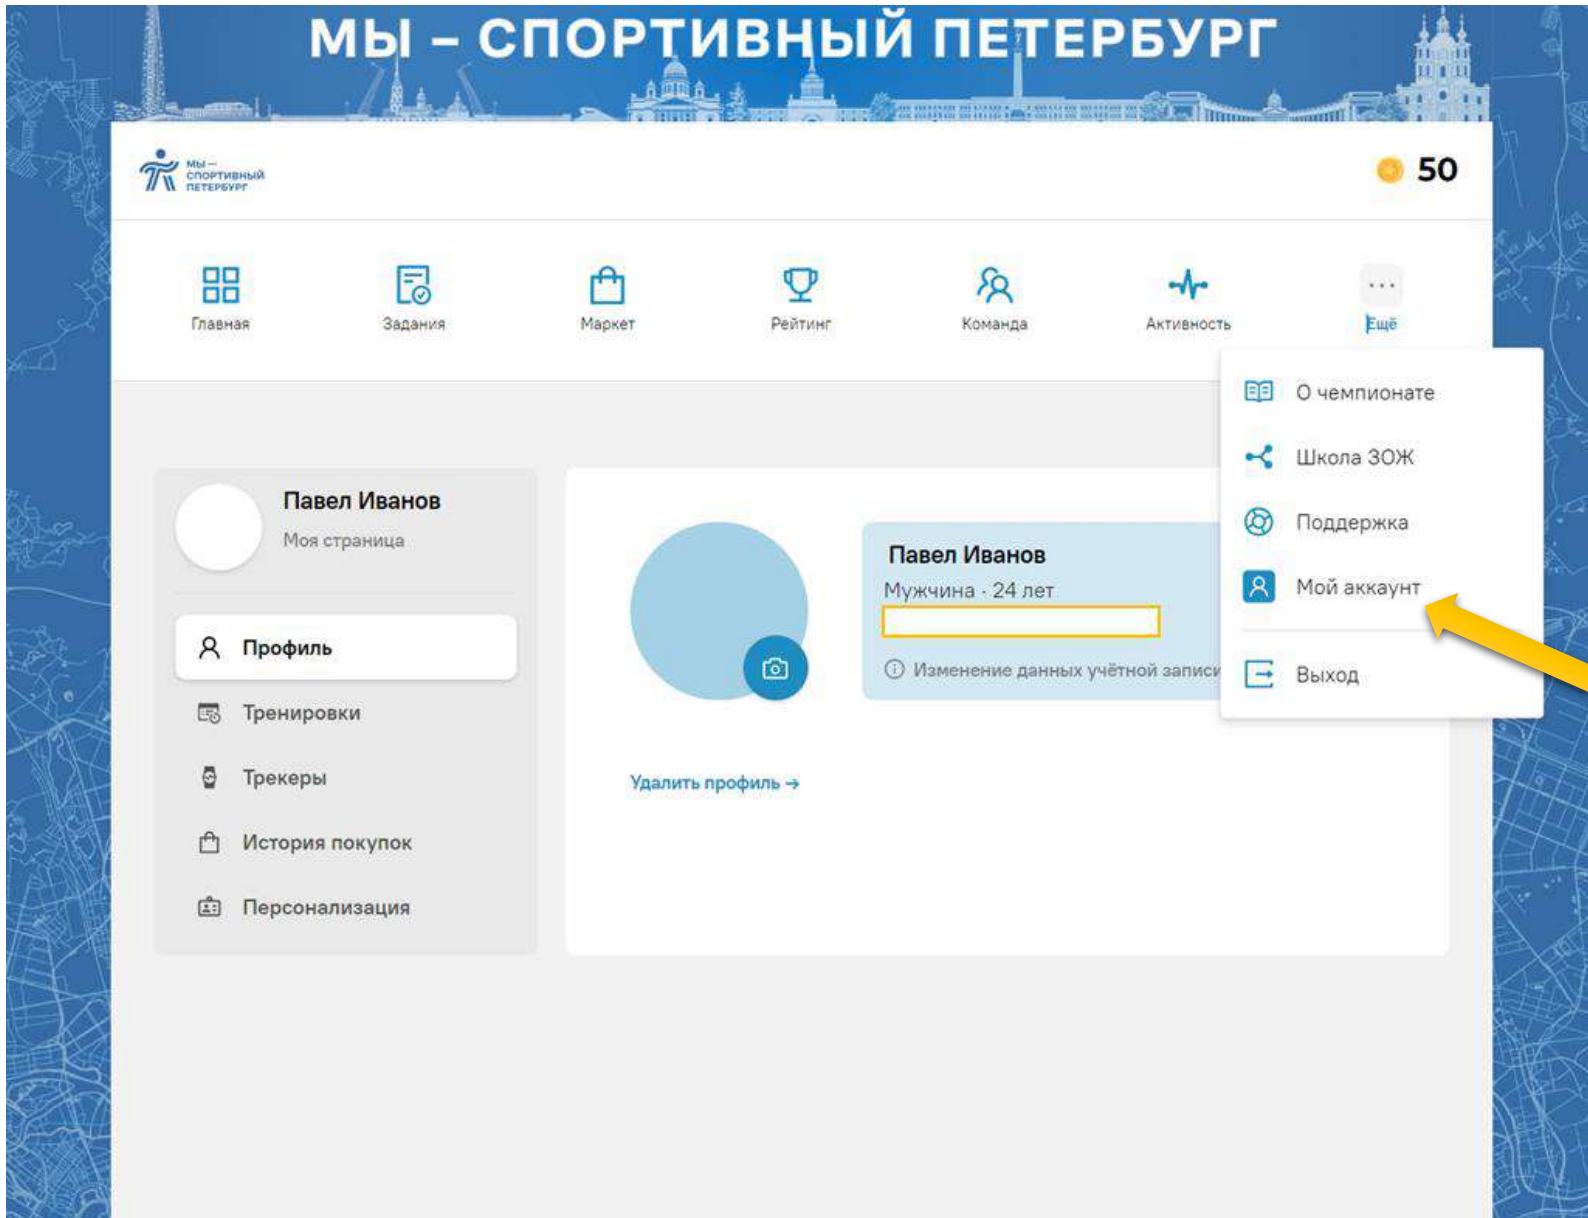 МЫ – СПОРТИВНЫЙ ПЕТЕРБУРГ
МЫ –
СПОРТИВНЫЙ
ПЕТЕРБУРГ
50
Главная
Задания
Маркет
Рейтинг
Команда
Активность
Ещё
О чемпионате
Школа ЗОЖ
Поддержка
Мой аккаунт
Выход
Павел Иванов
Моя страница
Профиль
Тренировки
Трекеры
История покупок
Персонализация
Павел Иванов
Мужчина · 24 лет
Изменение данных учётной записи
Удалить профиль →